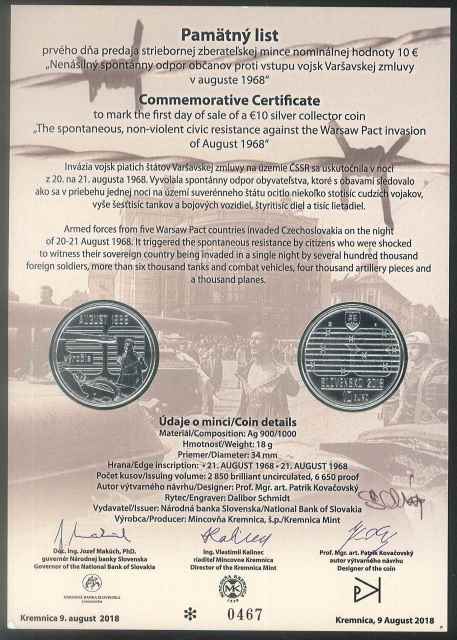 Pamätný list
prvého dňa predaja striebornej zberateľskej mince nominálnej hodnoty 10 €
„Nenásilný spontánny odpor občanov proti vstupu vojsk Varšavskej zmluvy
v auguste 1968“
Commemorative Certificate
to mark the first day of sale of a €10 silver collector coin
„The spontaneous, non-violent civic resistance against the Warsaw Pact invasion
of August 1968“
Invázia vojsk piatich štátov Varšavskej zmluvy na územie ČSSR sa uskutočnila v noci
z 20. na 21. augusta 1968. Vyvolala spontánny odpor obyvateľstva, ktoré s obavami sledovalo
ako sa v priebehu jednej noci na území suverénneho štátu ocitlo niekoľko stotisíc cudzích vojakov,
vyše šesťtisíc tankov a bojových vozidiel, štyritisíc diel a tisíc lietadiel.
Armed forces from five Warsaw Pact countries invaded Czechoslovakia on the night
of 20-21 August 1968. It triggered the spontaneous resistance by citizens who were shocked
to witness their sovereign country being invaded in a single night by several hundred thousand
foreign soldiers, more than six thousand tanks and combat vehicles, four thousand artillery pieces and
a thousand planes.
AUGUST 1968
výročie
SLOVENSKO 2018
10 EURO
Údaje o minci/Coin details
Materiál/Composition: Ag 900/1000
Hmotnosť/Weight: 18 g
Priemer/Diameter: 34 mm
Hrana/Edge inscription: • 21. AUGUST 1968 • 21. AUGUST 1968
Počet kusov/Issuing volume: 2 850 brilliant uncirculated, 6 650 proof
Autor výtvarného návrhu/Designer: Prof. Mgr. art. Patrik Kovačovský
Rytec/Engraver: Dalibor Schmidt
Vydavateľ/Issuer: Národná banka Slovenska/National Bank of Slovakia
Výrobca/Producer: Mincovňa Kremnica, š.p./Kremnica Mint
Doc. Ing. Jozef Makúch, PhD.
guvernér Národnej banky Slovenska
Governor of the National Bank of Slovakia
Ing. Vlastimil Kalinec
riaditeľ Mincovne Kremnica
Director of the Kremnica Mint
Prof. Mgr. art. Patrik Kovačovský
autor výtvarného návrhu
Designer of the coin
NÁRODNÁ BANKA SLOVENSKA
MK
Kremnica 9. august 2018
✻ 0467
Kremnica, 9 August 2018